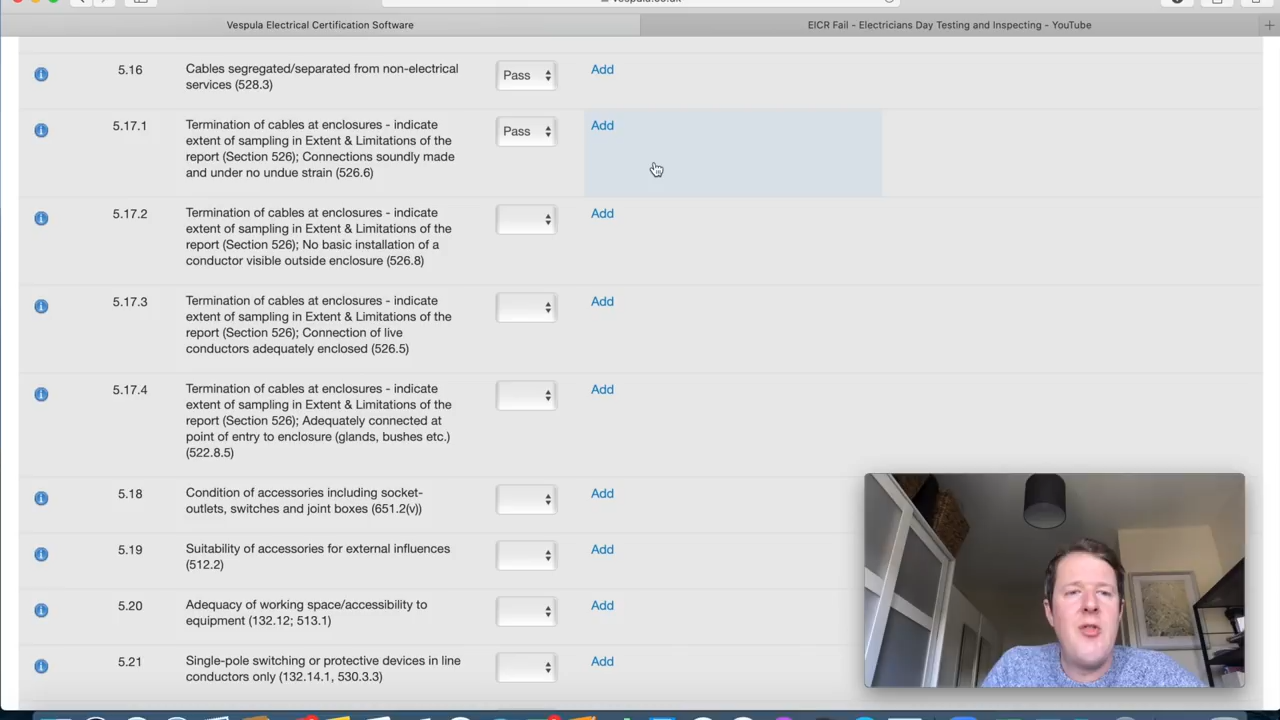 Vespula Electrical Certification Software
EICR Fail - Electricians Day Testing and Inspecting - YouTube
5.16
Cables segregated/separated from non-electrical
services (528.3)
Pass
Add
5.17.1
Termination of cables at enclosures - indicate
extent of sampling in Extent & Limitations of the
report (Section 526); Connections soundly made
and under no undue strain (526.6)
Pass
Add
5.17.2
Termination of cables at enclosures - indicate
extent of sampling in Extent & Limitations of the
report (Section 526); No basic installation of a
conductor visible outside enclosure (526.8)
Add
5.17.3
Termination of cables at enclosures - indicate
extent of sampling in Extent & Limitations of the
report (Section 526); Connection of live
conductors adequately enclosed (526.5)
Add
5.17.4
Termination of cables at enclosures - indicate
extent of sampling in Extent & Limitations of the
report (Section 526); Adequately connected at
point of entry to enclosure (glands, bushes etc.)
(522.8.5)
Add
5.18
Condition of accessories including socket-
outlets, switches and joint boxes (651.2(v))
Add
5.19
Suitability of accessories for external influences
(512.2)
Add
5.20
Adequacy of working space/accessibility to
equipment (132.12; 513.1)
Add
5.21
Single-pole switching or protective devices in line
conductors only (132.14.1, 530.3.3)
Add